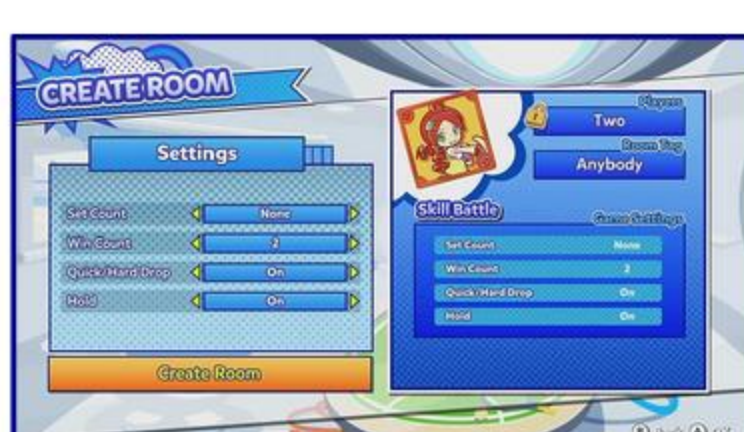 CREATE ROOM
Settings
Set Count None
Win Count 2
Quick/Hard Drop On
Hold On
Create Room
Players
Two
Room Tag
Anybody
Skill Battle
Game Settings
Set Count None
Win Count 2
Quick/Hard Drop On
Hold On